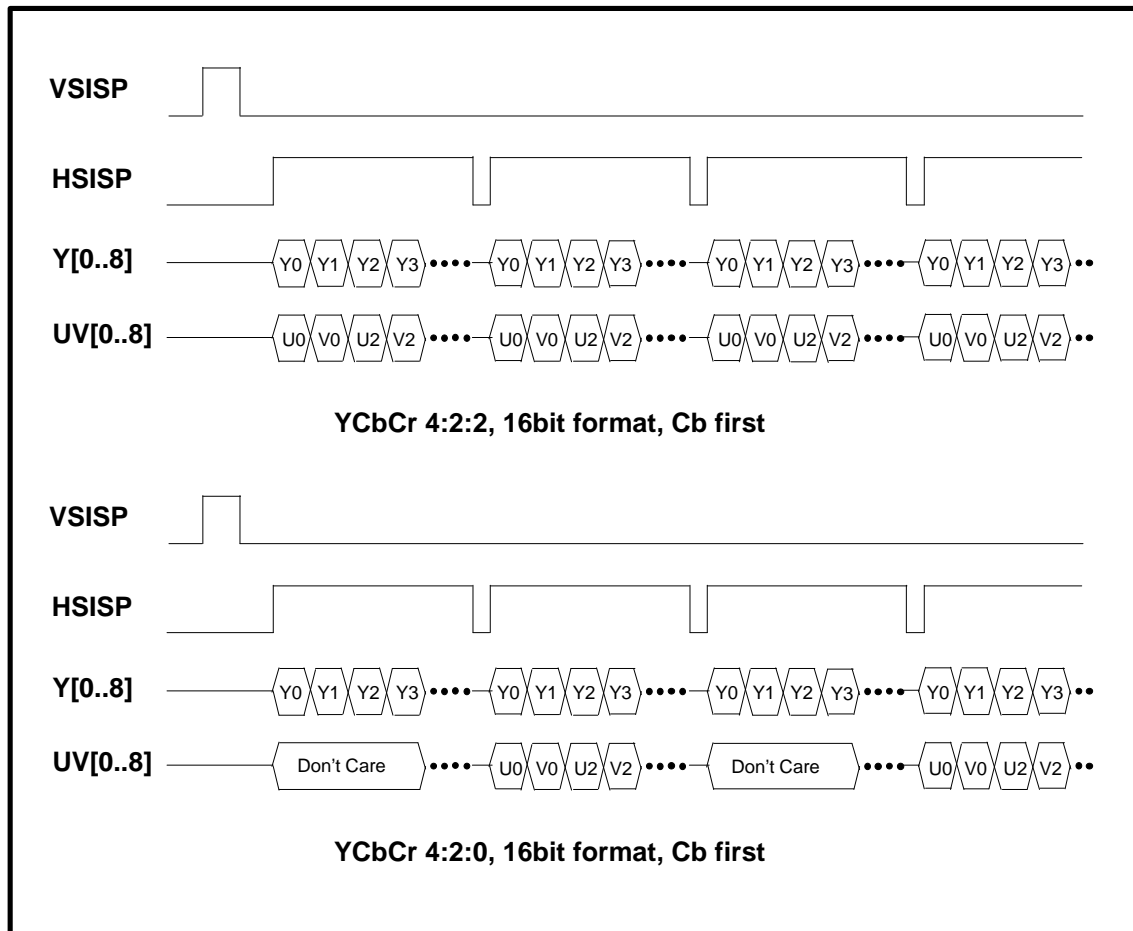 VSISP
HSISP
Y[0..8] Y0 Y1 Y2 Y3 Y0 Y1 Y2 Y3 Y0 Y1 Y2 Y3 Y0 Y1 Y2 Y3
UV[0..8] U0 V0 U2 V2 U0 V0 U2 V2 U0 V0 U2 V2 U0 V0 U2 V2
YCbCr 4:2:2, 16bit format, Cb first
VSISP
HSISP
Y[0..8] Y0 Y1 Y2 Y3 Y0 Y1 Y2 Y3 Y0 Y1 Y2 Y3 Y0 Y1 Y2 Y3
UV[0..8] Don't Care U0 V0 U2 V2 Don't Care U0 V0 U2 V2
YCbCr 4:2:0, 16bit format, Cb first